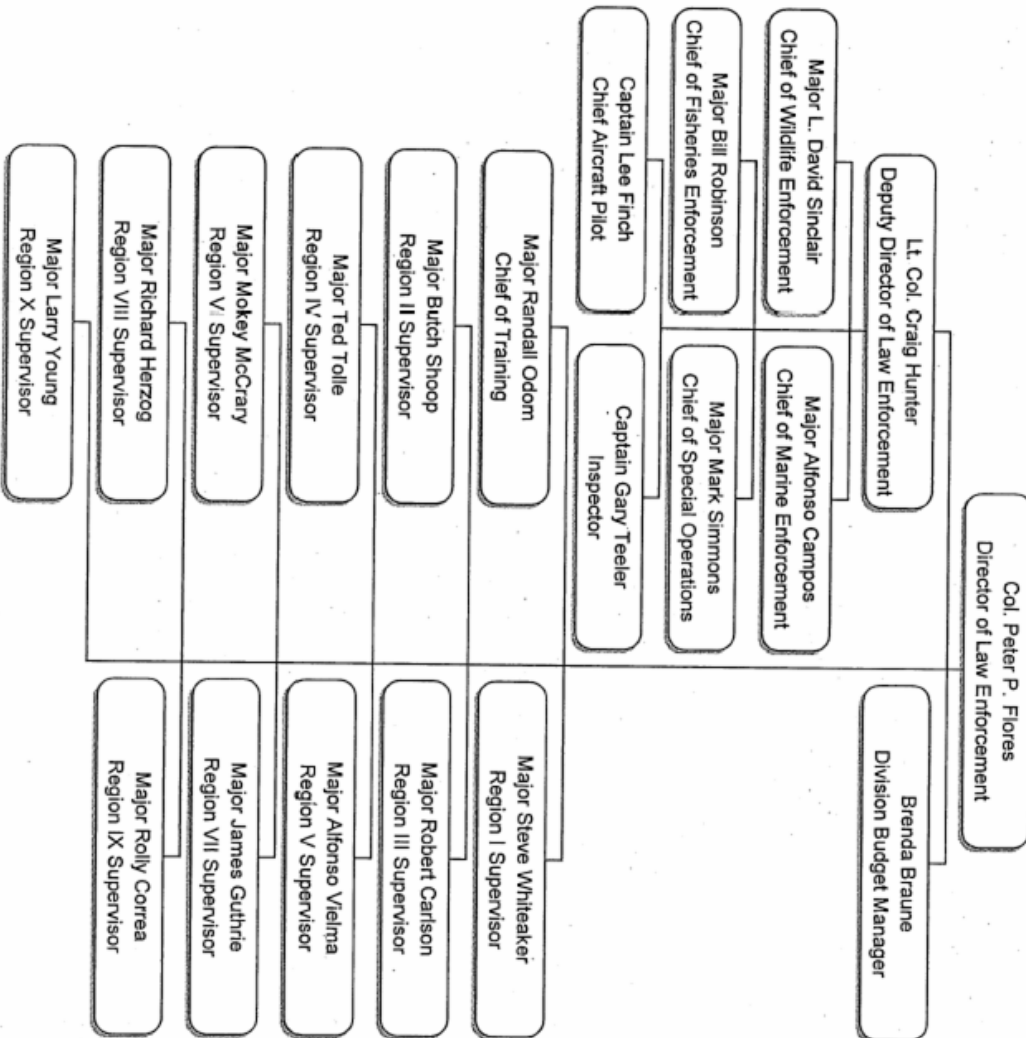 Col. Peter P. Flores
Director of Law Enforcement
Lt. Col. Craig Hunter
Deputy Director of Law Enforcement
Brenda Braune
Division Budget Manager
Major L. David Sinclair
Chief of Wildlife Enforcement
Major Alfonso Campos
Chief of Marine Enforcement
Major Bill Robinson
Chief of Fisheries Enforcement
Major Mark Simmons
Chief of Special Operations
Captain Lee Finch
Chief Aircraft Pilot
Captain Gary Teeler
Inspector
Major Randall Odom
Chief of Training
Major Steve Whiteaker
Region I Supervisor
Major Butch Shoop
Region II Supervisor
Major Robert Carlson
Region III Supervisor
Major Ted Tolle
Region IV Supervisor
Major Alfonso Vielma
Region V Supervisor
Major Mokey McCrary
Region VI Supervisor
Major James Guthrie
Region VII Supervisor
Major Richard Herzog
Region VIII Supervisor
Major Rolly Correa
Region IX Supervisor
Major Larry Young
Region X Supervisor